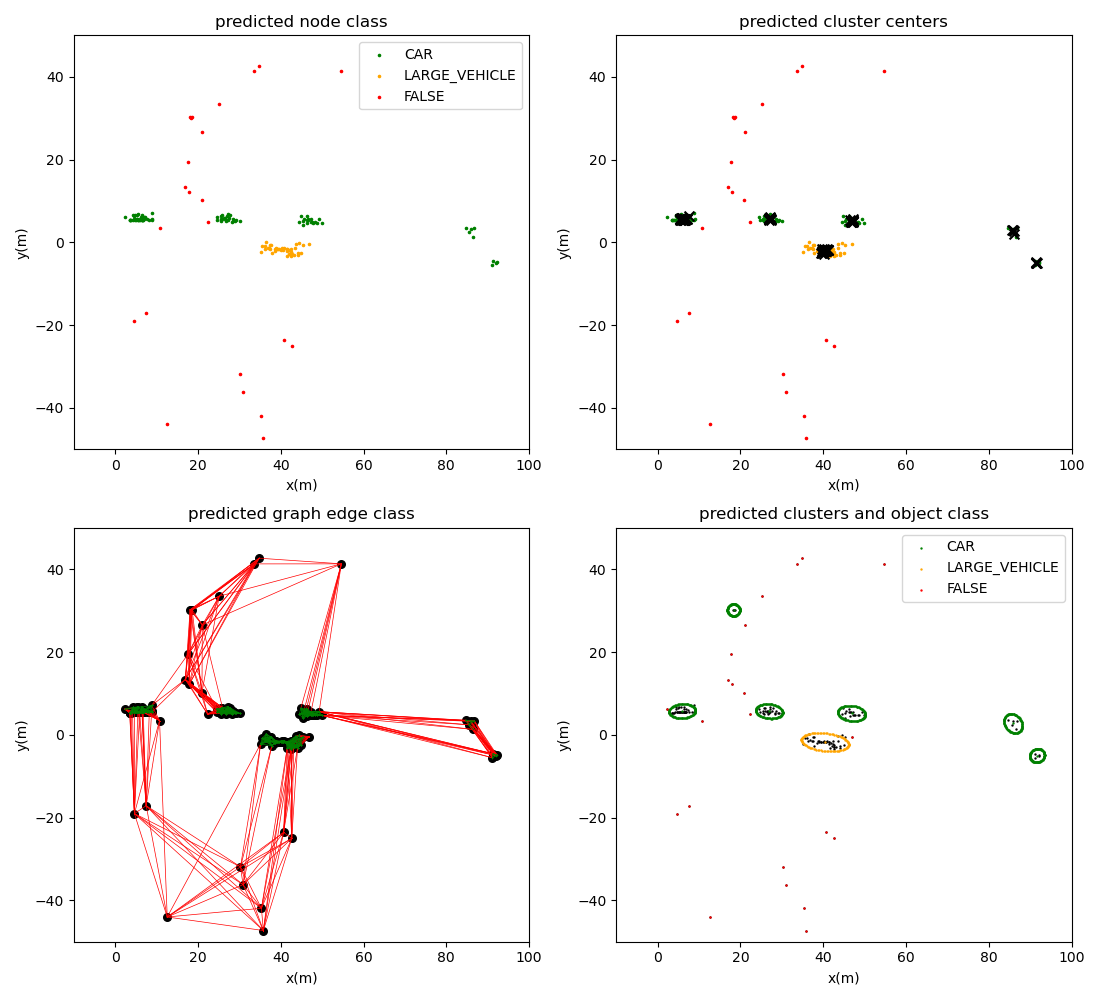 predicted node class
CAR
LARGE_VEHICLE
FALSE
40
20
0
−20
−40
y(m)
0 20 40 60 80 100
x(m)
predicted cluster centers
40
20
0
−20
−40
y(m)
0 20 40 60 80 100
x(m)
predicted graph edge class
40
20
0
−20
−40
y(m)
0 20 40 60 80 100
x(m)
predicted clusters and object class
CAR
LARGE_VEHICLE
FALSE
40
20
0
−20
−40
y(m)
0 20 40 60 80 100
x(m)